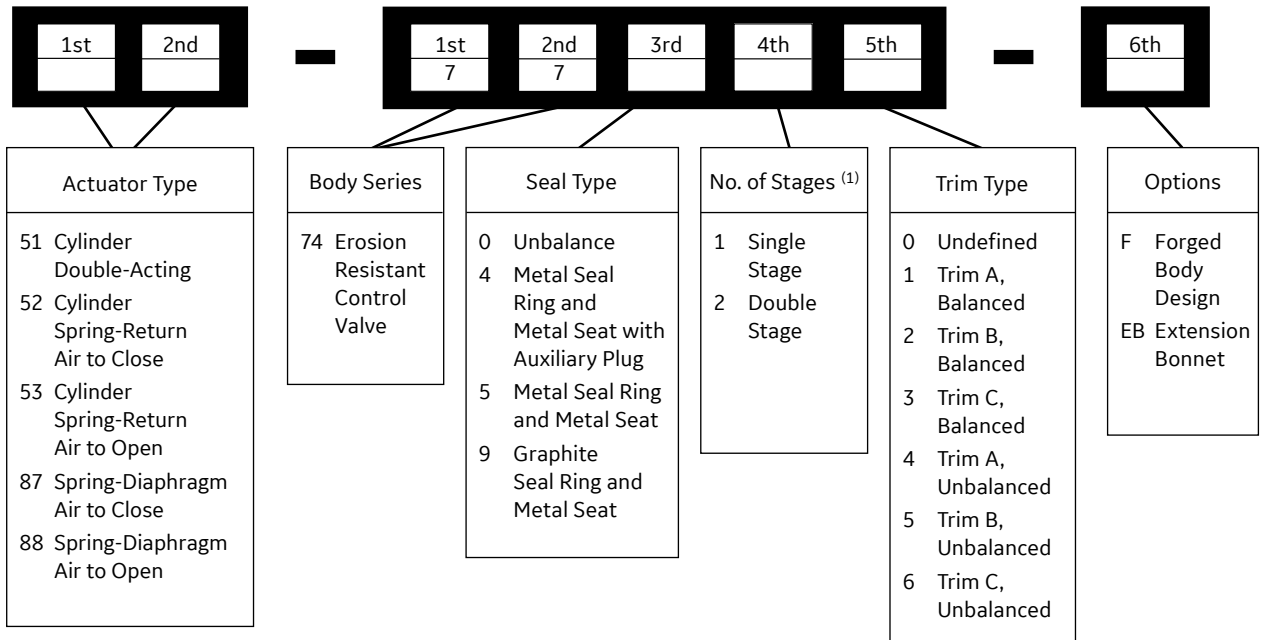 1st 2nd 1st 2nd 3rd 4th 5th 6th
7 7
Actuator Type
51 Cylinder
Double-Acting
52 Cylinder
Spring-Return
Air to Close
53 Cylinder
Spring-Return
Air to Open
87 Spring-Diaphragm
Air to Close
88 Spring-Diaphragm
Air to Open
Body Series
74 Erosion
Resistant
Control
Valve
Seal Type
0 Unbalance
4 Metal Seal
Ring and
Metal Seat with
Auxiliary Plug
5 Metal Seal Ring
and Metal Seat
9 Graphite
Seal Ring and
Metal Seat
No. of Stages (1)
1 Single
Stage
2 Double
Stage
Trim Type
0 Undefined
1 Trim A,
Balanced
2 Trim B,
Balanced
3 Trim C,
Balanced
4 Trim A,
Unbalanced
5 Trim B,
Unbalanced
6 Trim C,
Unbalanced
Options
F Forged
Body
Design
EB Extension
Bonnet